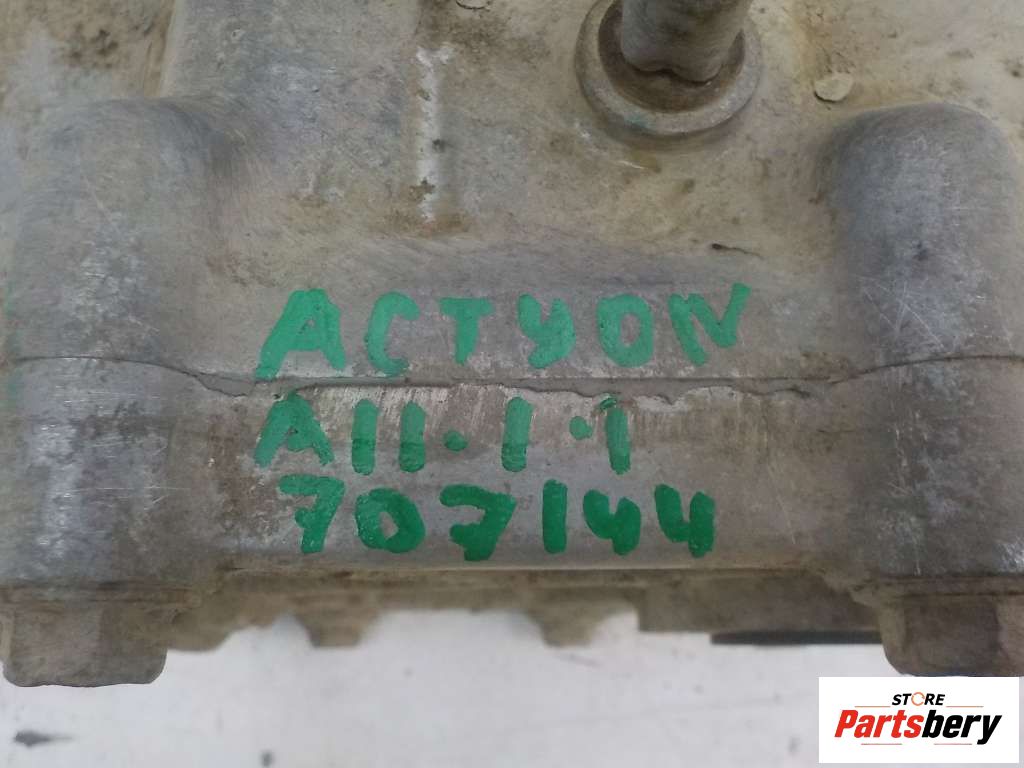 ACTYON
A11.1.1
707144
STORE
Partsbery